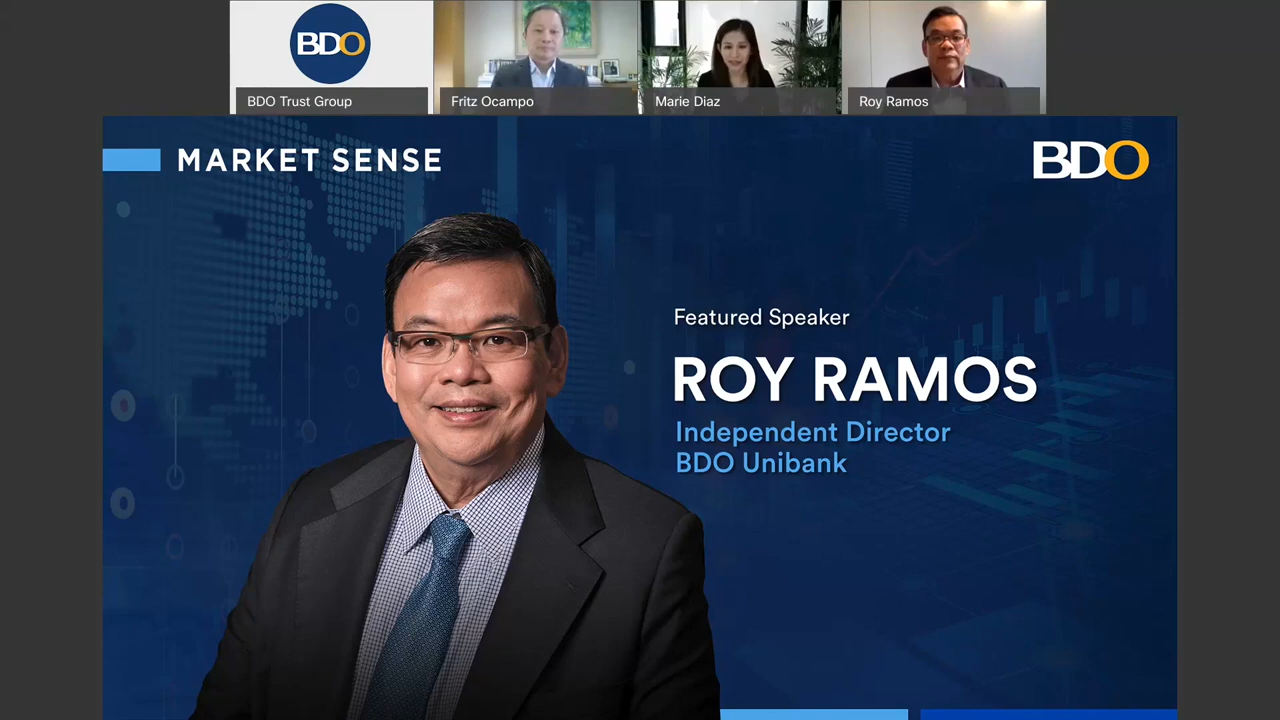 BDO
BDO Trust Group
Fritz Ocampo
Marie Diaz
Roy Ramos
MARKET SENSE
BDO
Featured Speaker
ROY RAMOS
Independent Director
BDO Unibank